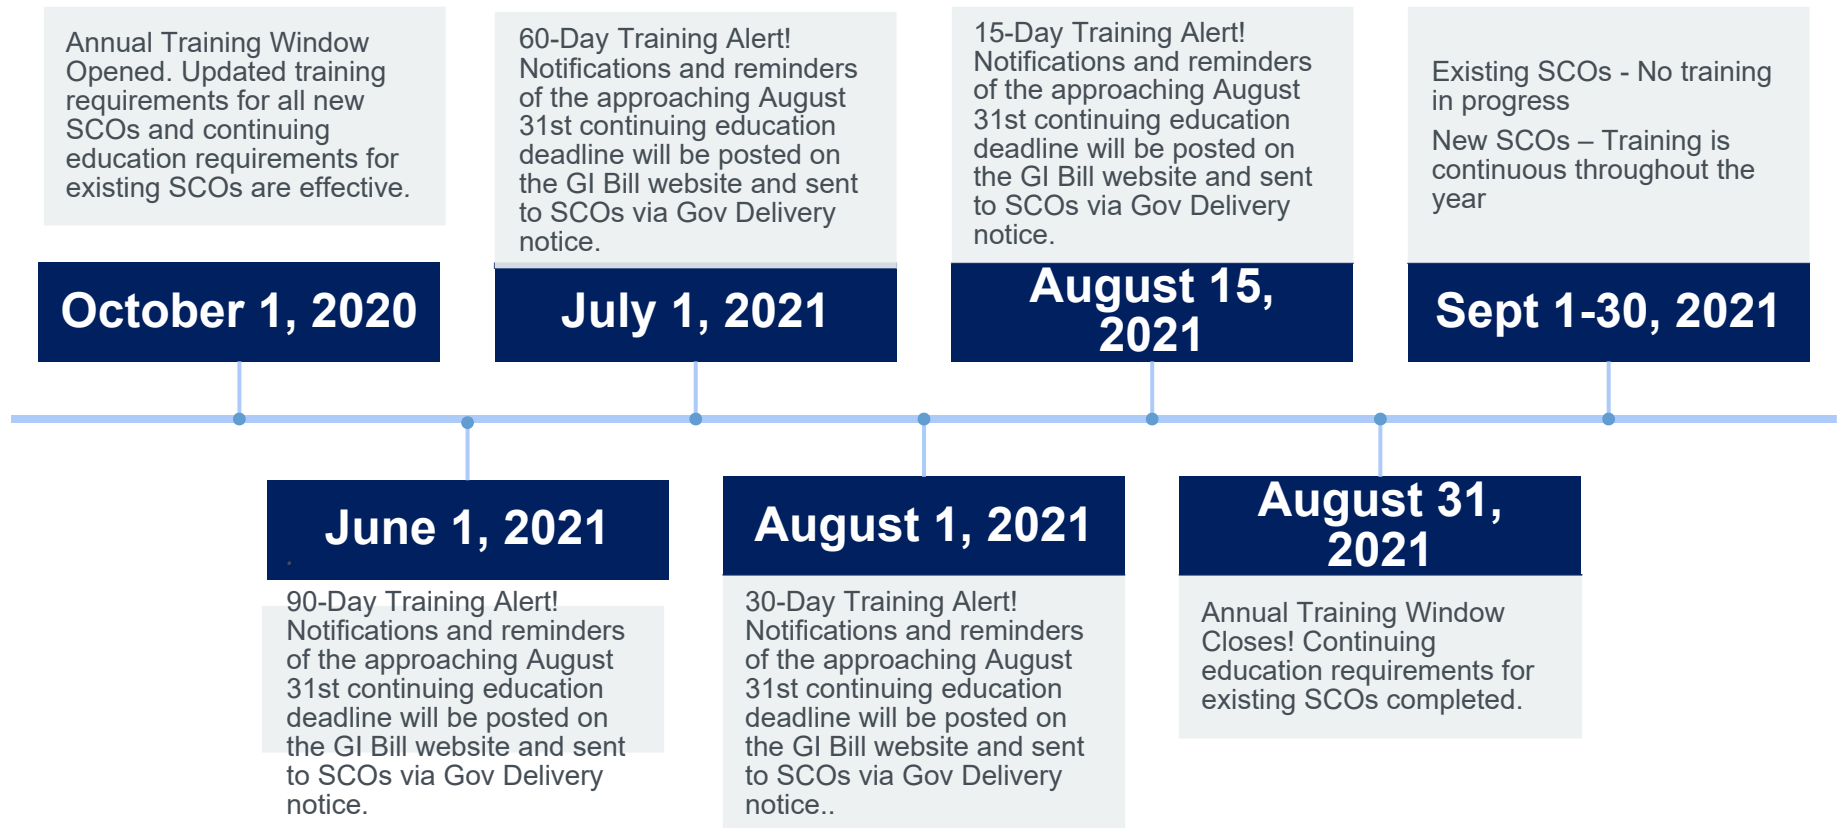 Annual Training Window
Opened. Updated training
requirements for all new
SCOs and continuing
education requirements for
existing SCOs are effective.
October 1, 2020
60-Day Training Alert!
Notifications and reminders
of the approaching August
31st continuing education
deadline will be posted on
the GI Bill website and sent
to SCOs via Gov Delivery
notice.
July 1, 2021
15-Day Training Alert!
Notifications and reminders
of the approaching August
31st continuing education
deadline will be posted on
the GI Bill website and sent
to SCOs via Gov Delivery
notice.
August 15,
2021
Existing SCOs - No training
in progress
New SCOs – Training is
continuous throughout the
year
Sept 1-30, 2021
June 1, 2021
.
90-Day Training Alert!
Notifications and reminders
of the approaching August
31st continuing education
deadline will be posted on
the GI Bill website and sent
to SCOs via Gov Delivery
notice.
August 1, 2021
30-Day Training Alert!
Notifications and reminders
of the approaching August
31st continuing education
deadline will be posted on
the GI Bill website and sent
to SCOs via Gov Delivery
notice..
August 31,
2021
Annual Training Window
Closes! Continuing
education requirements for
existing SCOs completed.